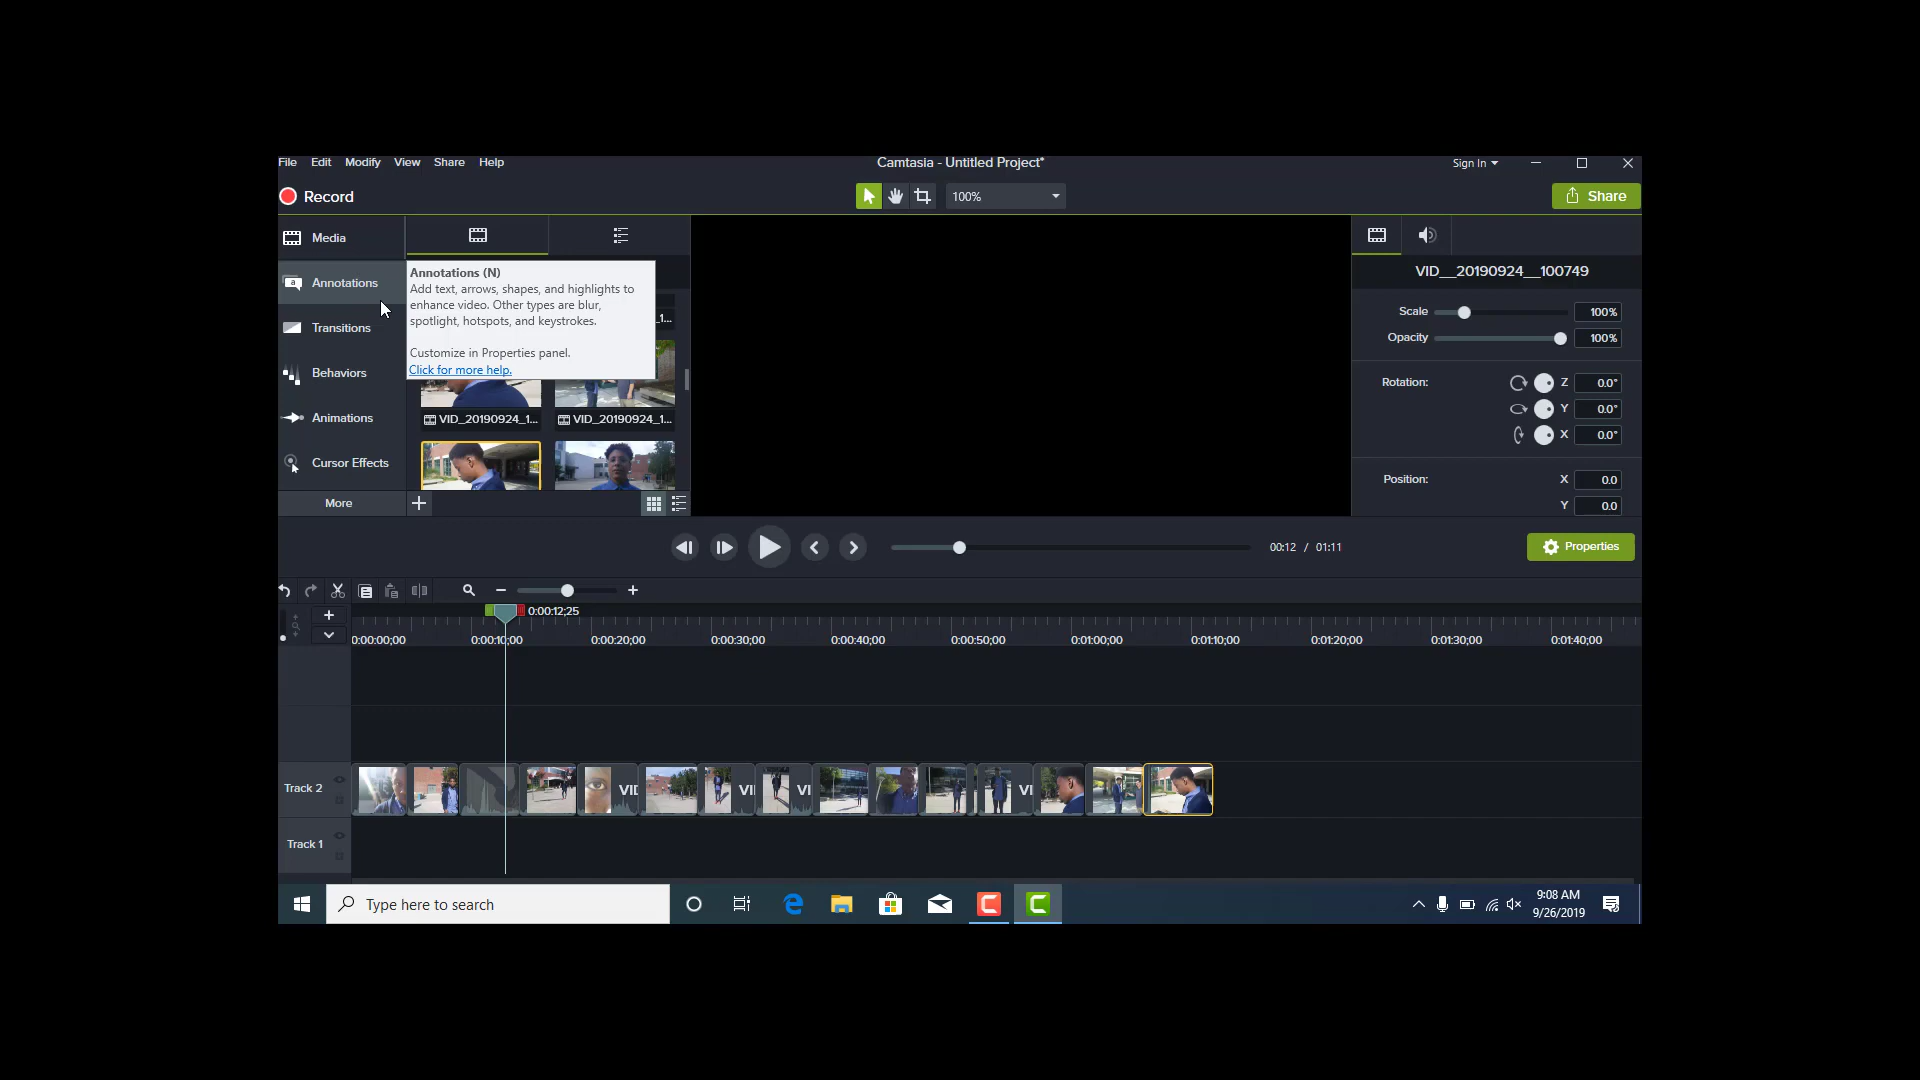 File Edit Modify View Share Help
Camtasia - Untitled Project*
Sign In
Record
100%
Share
Media
Annotations
Transitions
Behaviors
Animations
Cursor Effects
More
Annotations (N)
Add text, arrows, shapes, and highlights to
enhance video. Other types are blur,
spotlight, hotspots, and keystrokes.
Customize in Properties panel.
Click for more help.
_1...
VID_20190924_1...
VID_20190924_1...
VID__20190924__100749
Scale 100%
Opacity 100%
Rotation: Z 0.0°
Y 0.0°
X 0.0°
Position: X 0.0
Y 0.0
00:12 / 01:11
Properties
0:00:12;25
0:00:00;00 0:00:10;00 0:00:20;00 0:00:30;00 0:00:40;00 0:00:50;00 0:01:00;00 0:01:10;00 0:01:20;00 0:01:30;00 0:01:40;00
Track 2
VID VI VI VI
Track 1
Type here to search
9:08 AM
9/26/2019